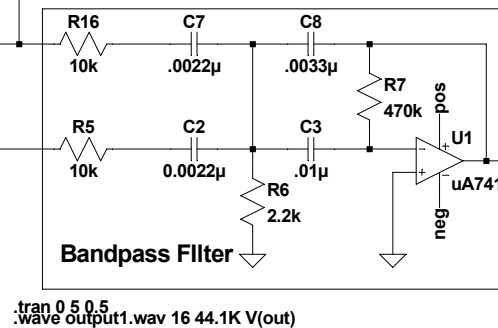 R16 C7 C8
10k .0022µ .0033µ
R7
470k
pos
R5 C2 C3 U1
10k 0.0022µ .01µ
uA741
R6
2.2k
neg
Bandpass FIlter
.tran 0 5 0.5
.wave output1.wav 16 44.1K V(out)